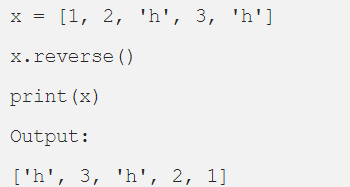 x = [1, 2, 'h', 3, 'h']
x.reverse()
print(x)
Output:
['h', 3, 'h', 2, 1]